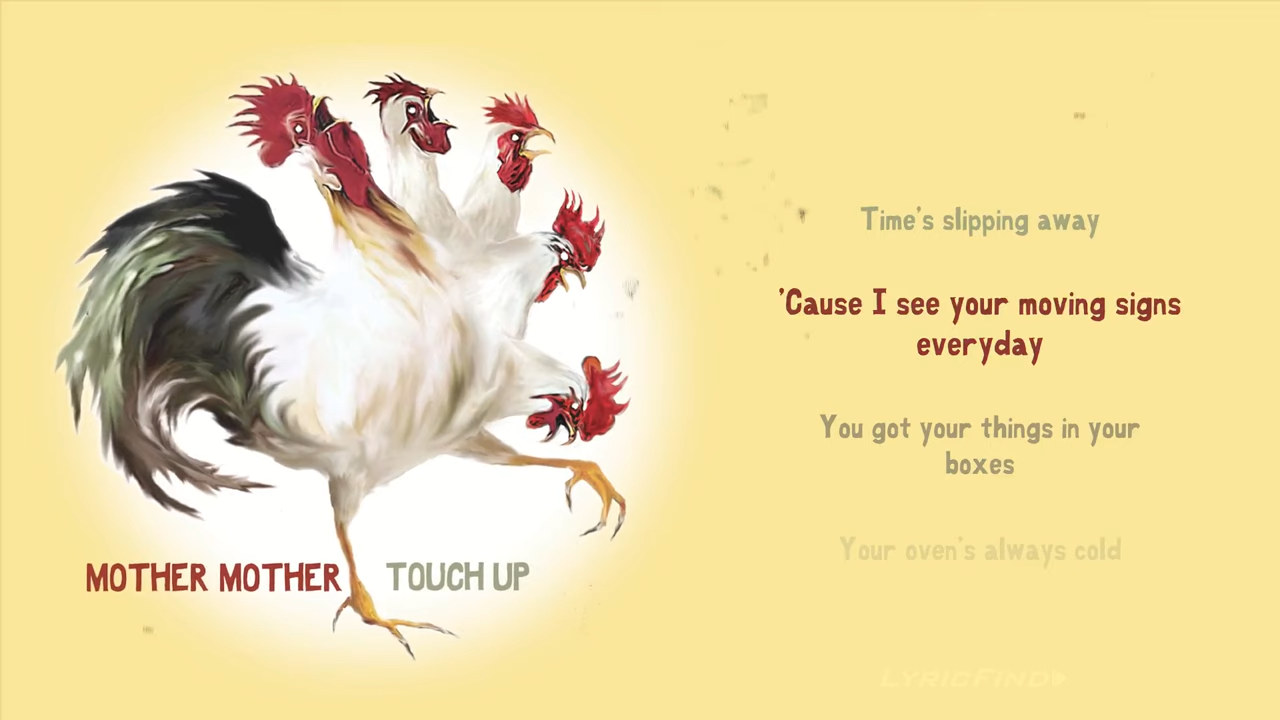 Time's slipping away
'Cause I see your moving signs
everyday
You got your things in your
boxes
Your oven's always cold
MOTHER MOTHER TOUCH UP
LYRICFIND